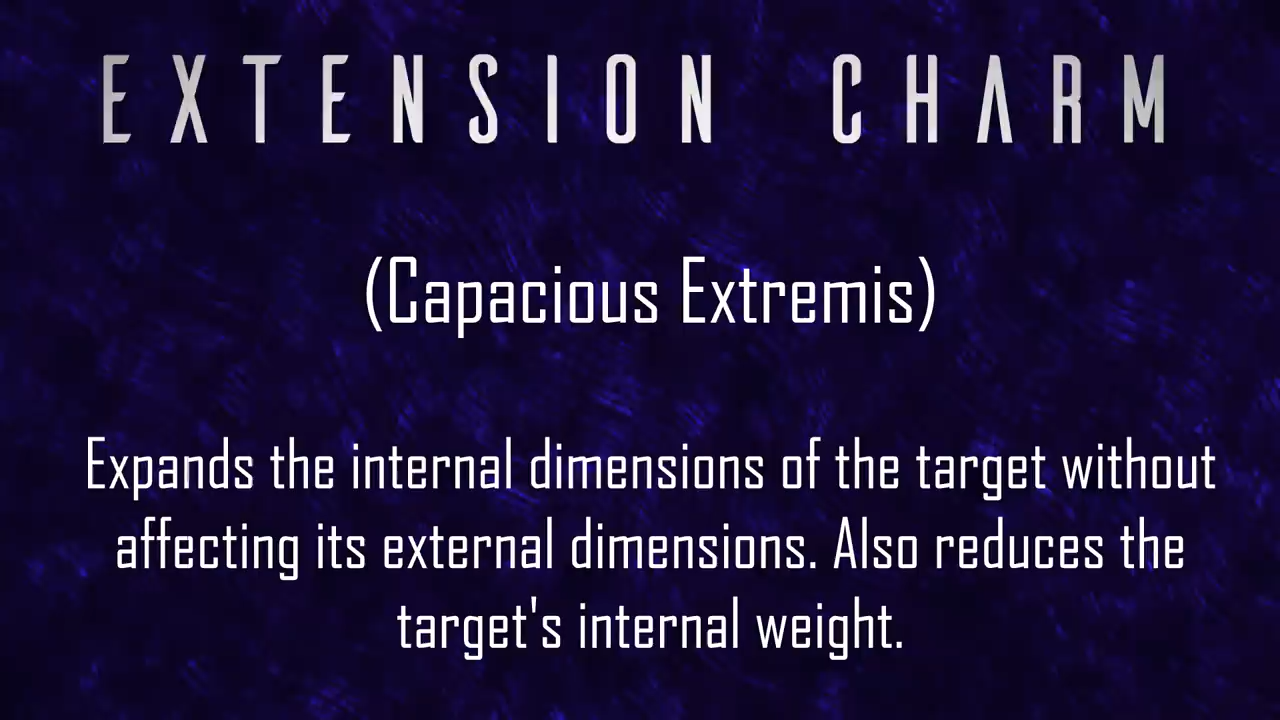 EXTENSION CHARM
(Capacious Extremis)
Expands the internal dimensions of the target without
affecting its external dimensions. Also reduces the
target's internal weight.